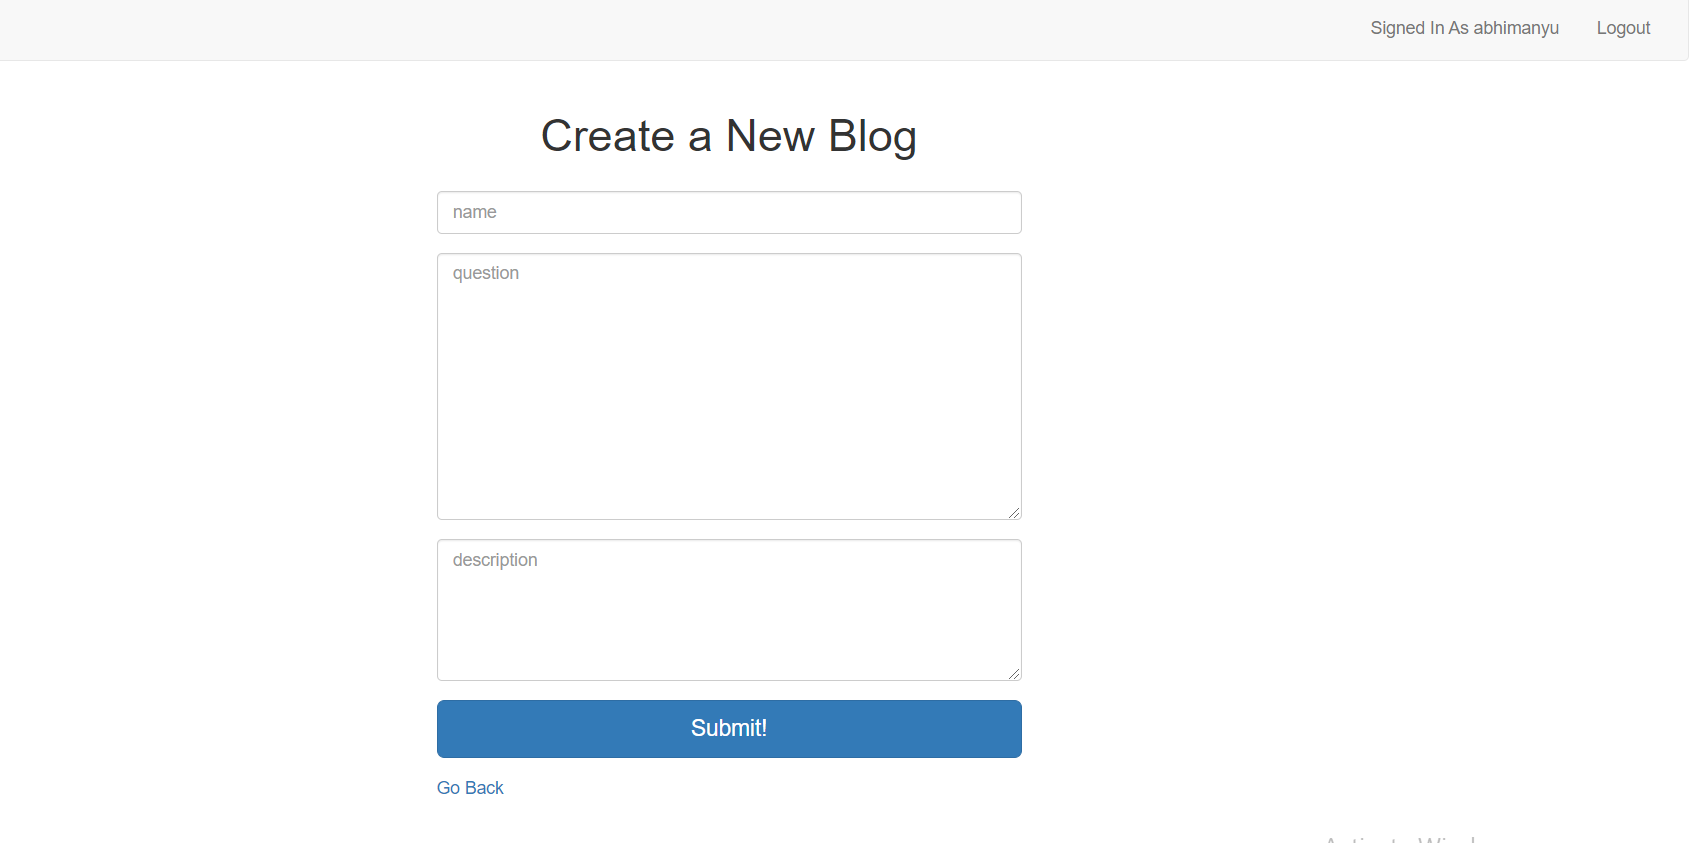 Signed In As abhimanyu Logout
Create a New Blog
name
question
description
Submit!
Go Back